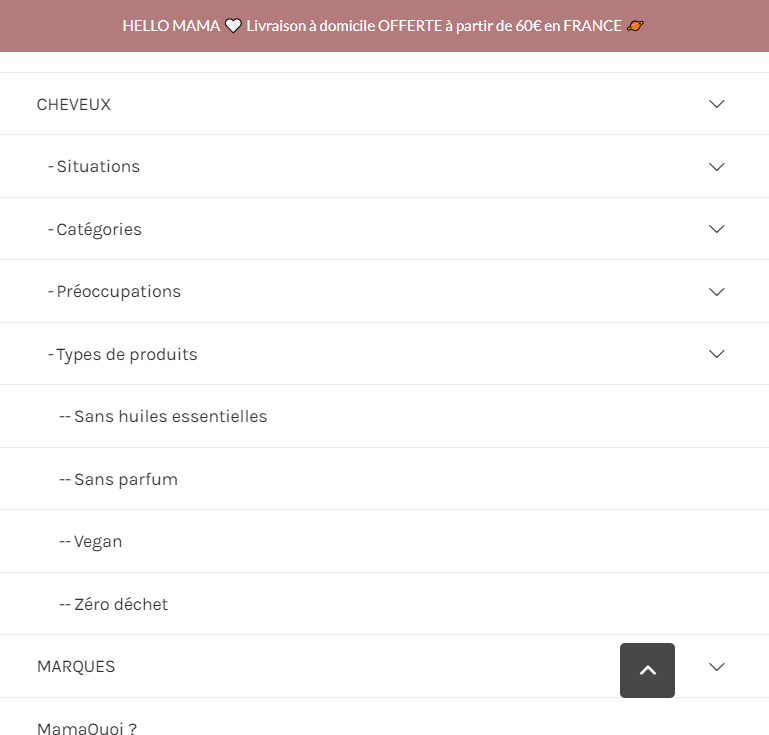 HELLO MAMA 🤍 Livraison à domicile OFFERTE à partir de 60€ en FRANCE 🪐
CHEVEUX
- Situations
- Catégories
- Préoccupations
- Types de produits
-- Sans huiles essentielles
-- Sans parfum
-- Vegan
-- Zéro déchet
MARQUES
MamaQuoi ?